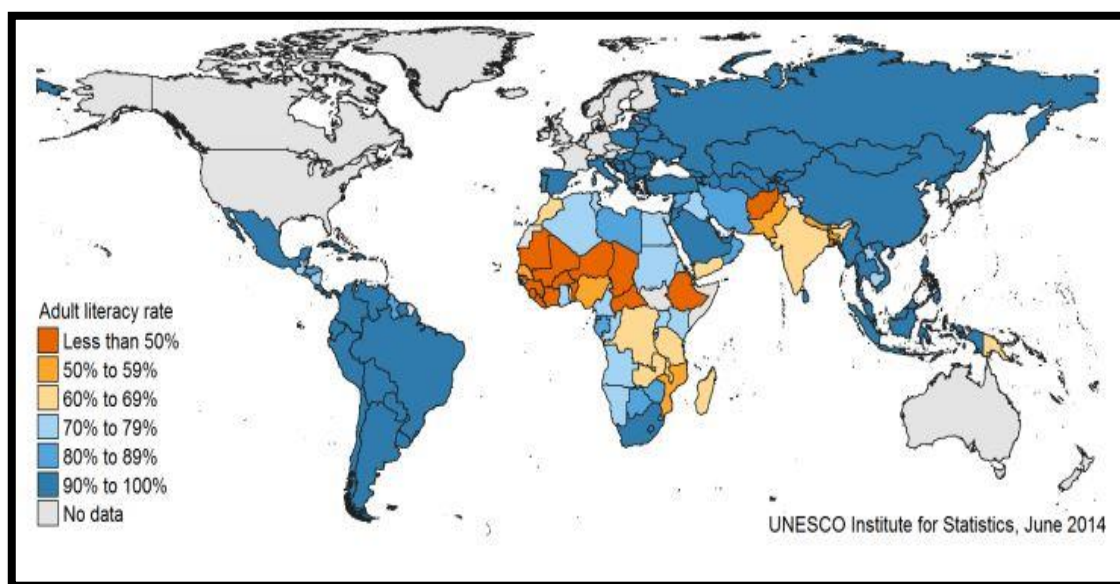 Adult literacy rate
Less than 50%
50% to 59%
60% to 69%
70% to 79%
80% to 89%
90% to 100%
No data
UNESCO Institute for Statistics, June 2014